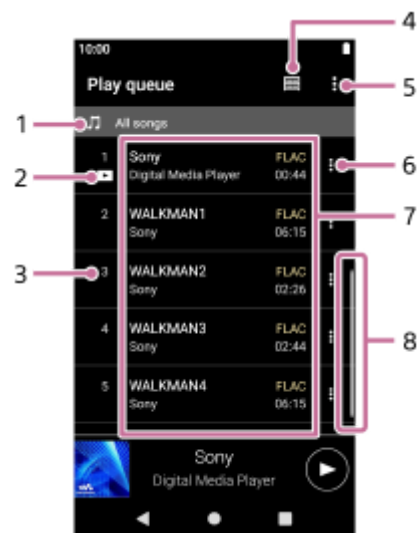 4
10:00
Play queue
5
1
All songs
1 Sony FLAC
6
2
Digital Media Player 00:44
7
2 WALKMAN1 FLAC
Sony 06:15
3
3 WALKMAN2 FLAC
Sony 02:26
8
4 WALKMAN3 FLAC
Sony 02:44
5 WALKMAN4 FLAC
Sony 06:15
Sony
Digital Media Player